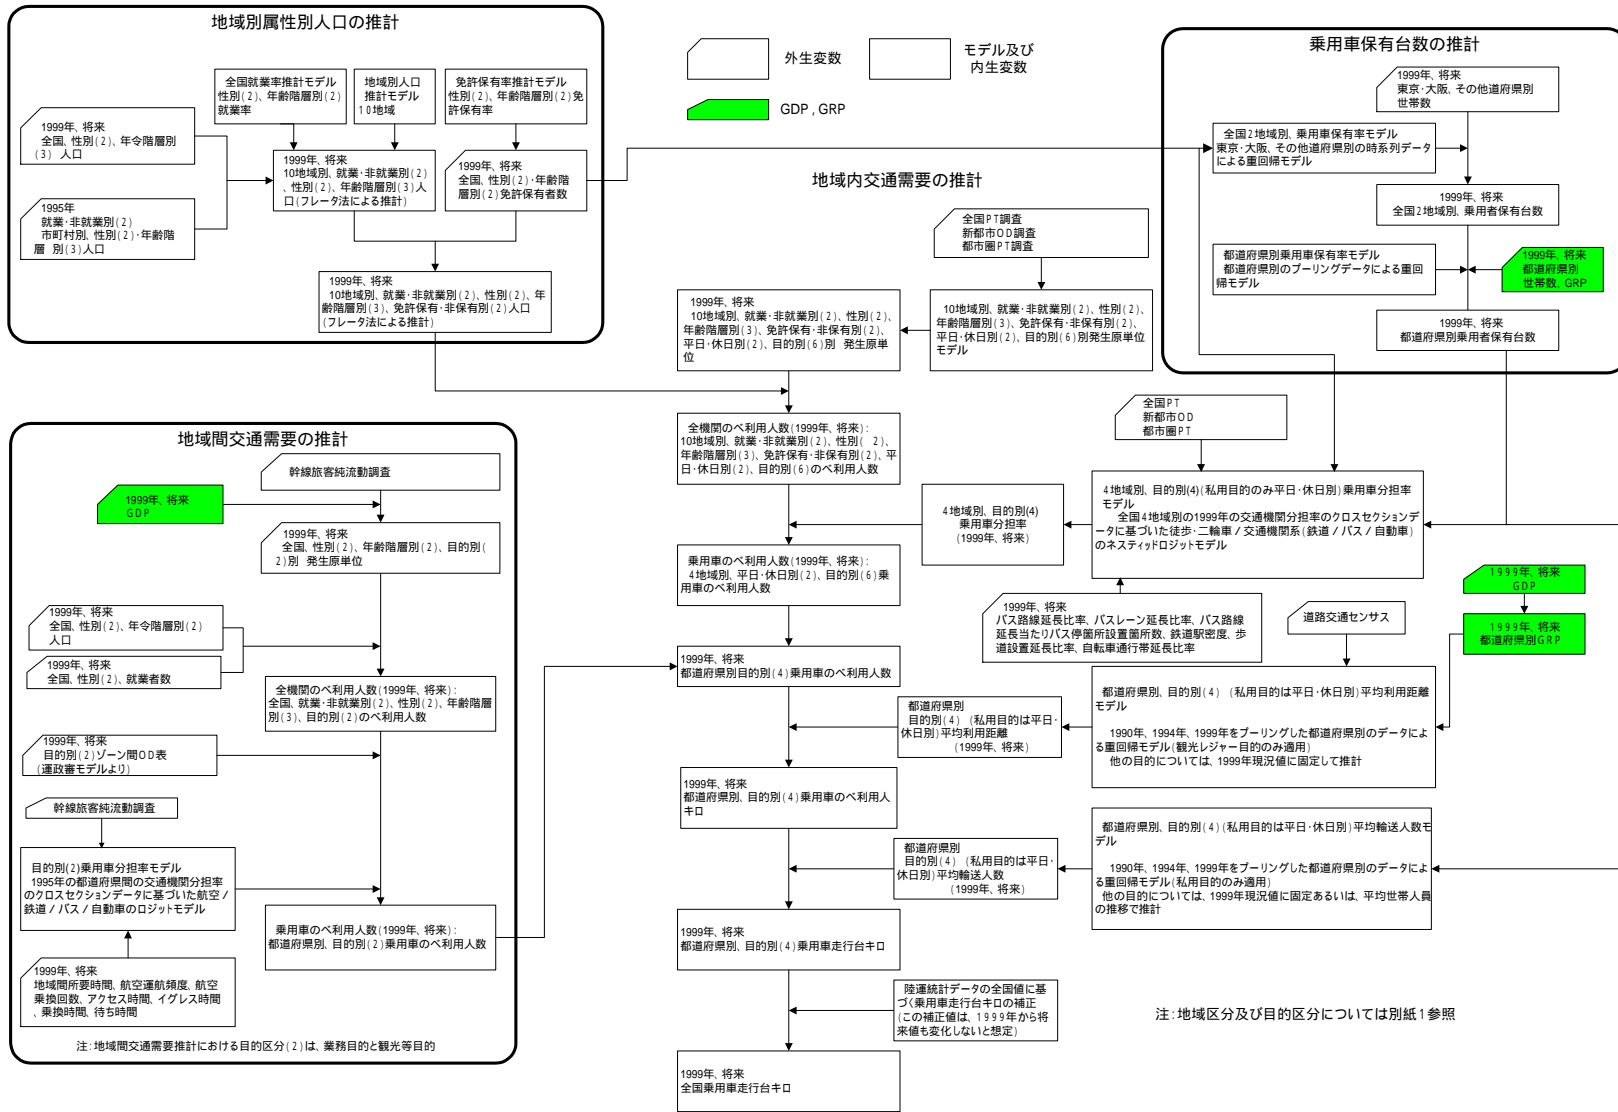 地域別属性別人口の推計
全国就業率推計モデル
性別(2)、年齢階層別(2)
就業率
地域別人口
推計モデル
10地域
免許保有率推計モデル
性別(2)、年齢階層別(2)免
許保有率
1999年、将来
全国、性別(2)、年令階層別
(3) 人口
1999年、将来
10地域別、就業・非就業別(2)
、性別(2)、年齢階層別(3)人
口(フレータ法による推計)
1999年、将来
全国、性別(2)・年齢階
層別(2)免許保有者数
1995年
就業・非就業別(2)
市町村別、性別(2)・年齢階
層 別(3)人口
1999年、将来
10地域別、就業・非就業別(2)、性別(2)、年
齢階層別(3)、免許保有・非保有別(2)人口
(フレータ法による推計)
外生変数
モデル及び
内生変数
GDP,GRP
乗用車保有台数の推計
1999年、将来
東京・大阪、その他道府県別
世帯数
全国2地域別、乗用車保有率モデル
東京・大阪、その他道府県別の時系列データ
による重回帰モデル
1999年、将来
全国2地域別、乗用者保有台数
都道府県別乗用車保有率モデル
都道府県別のプーリングデータによる重回
帰モデル
1999年、将来
都道府県別
世帯数、GRP
1999年、将来
都道府県別乗用者保有台数
地域内交通需要の推計
全国PT調査
新都市OD調査
都市圏PT調査
1999年、将来
10地域別、就業・非就業別(2)、性別(2)、
年齢階層別(3)、免許保有・非保有別(2)、
平日・休日別(2)、目的別(6)別 発生原単
位
10地域別、就業・非就業別(2)、性別(2)、
年齢階層別(3)、免許保有・非保有別(2)、
平日・休日別(2)、目的別(6)別発生原単位
モデル
全機関のべ利用人数(1999年、将来):
10地域別、就業・非就業別(2)、性別( 2)、
年齢階層別(3)、免許保有・非保有別(2)、平
日・休日別(2)、目的別(6)のべ利用人数
全国PT
新都市OD
都市圏PT
4地域別、目的別(4)
乗用車分担率
(1999年、将来)
4地域別、目的別(4)(私用目的のみ平日・休日別)乗用車分担率
モデル
全国4地域別の1999年の交通機関分担率のクロスセクションデ
ータに基づいた徒歩・二輪車/交通機関系(鉄道/バス/自動車)
のネスティッドロジットモデル
乗用車のべ利用人数(1999年、将来):
4地域別、平日・休日別(2)、目的別(6)乗
用車のべ利用人数
1999年、将来
バス路線延長比率、バスレーン延長比率、バス路線
延長当たりバス停箇所設置箇所数、鉄道駅密度、歩
道設置延長比率、自転車通行帯延長比率
道路交通センサス
1999年、将来
GDP
1999年、将来
都道府県別GRP
1999年、将来
都道府県別目的別(4)乗用車のべ利用人数
都道府県別
目的別(4) (私用目的は平日・
休日別)平均利用距離
(1999年、将来)
都道府県別、目的別(4) (私用目的は平日・休日別)平均利用距離
モデル
1990年、1994年、1999年をプーリングした都道府県別のデータによ
る重回帰モデル(観光レジャー目的のみ適用)
他の目的については、1999年現況値に固定して推計
1999年、将来
都道府県別、目的別(4)乗用車のべ利用人
キロ
都道府県別
目的別(4) (私用目的は平日・
休日別)平均輸送人数
(1999年、将来)
都道府県別、目的別(4)(私用目的は平日・休日別)平均輸送人数モ
デル
1990年、1994年、1999年をプーリングした都道府県別のデータによ
る重回帰モデル(私用目的のみ適用)
他の目的については、1999年現況値に固定あるいは、平均世帯人員
の推移で推計
1999年、将来
都道府県別、目的別(4)乗用車走行台キロ
陸運統計データの全国値に基
づく乗用車走行台キロの補正
(この補正値は、1999年から将
来値も変化しないと想定)
1999年、将来
全国乗用車走行台キロ
注:地域区分及び目的区分については別紙1参照
地域間交通需要の推計
幹線旅客純流動調査
1999年、将来
GDP
1999年、将来
全国、性別(2)、年齢階層別(2)、目的別(
2)別 発生原単位
1999年、将来
全国、性別(2)、年令階層別(2)
人口
1999年、将来
全国、性別(2)、就業者数
全機関のべ利用人数(1999年、将来):
全国、就業・非就業別(2)、性別(2)、年齢階層
別(3)、目的別(2)のべ利用人数
1999年、将来
目的別(2)ゾーン間OD表
(運政審モデルより)
幹線旅客純流動調査
目的別(2)乗用車分担率モデル
1995年の都道府県間の交通機関分担率
のクロスセクションデータに基づいた航空/
鉄道/バス/自動車のロジットモデル
乗用車のべ利用人数(1999年、将来):
都道府県別、目的別(2)乗用車のべ利用人数
1999年、将来
地域間所要時間、航空運航頻度、航空
乗換回数、アクセス時間、イグレス時間
、乗換時間、待ち時間
注:地域間交通需要推計における目的区分(2)は、業務目的と観光等目的